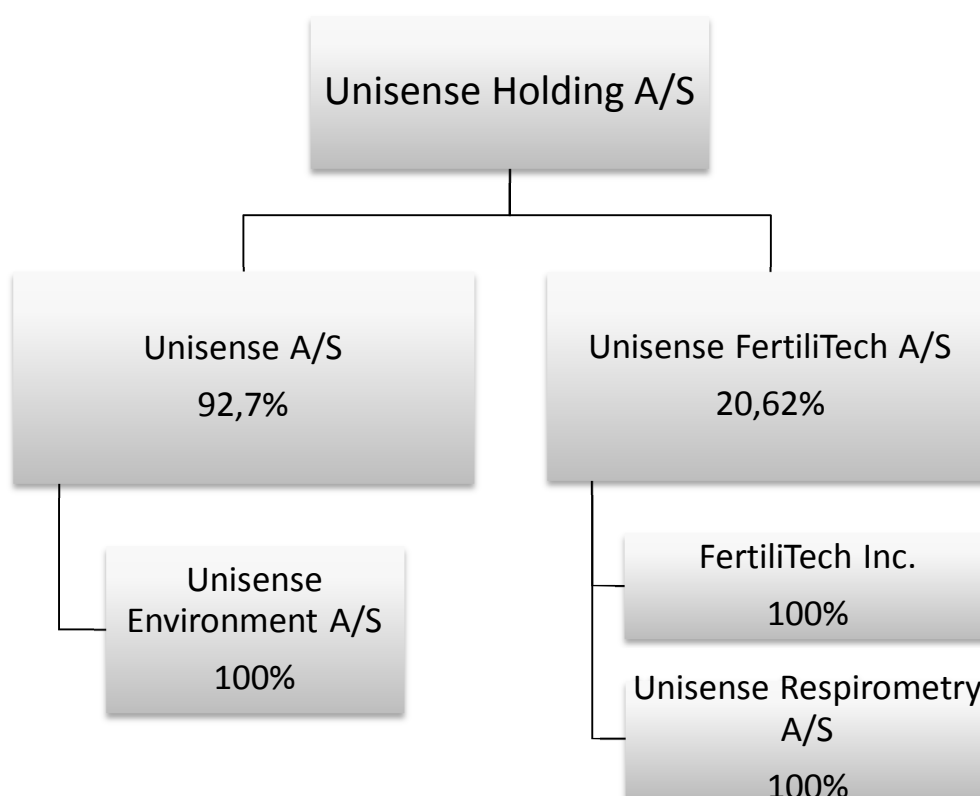 Unisense Holding A/S
Unisense A/S
92,7%
Unisense FertiliTech A/S
20,62%
Unisense
Environment A/S
100%
FertiliTech Inc.
100%
Unisense Respirometry
A/S
100%